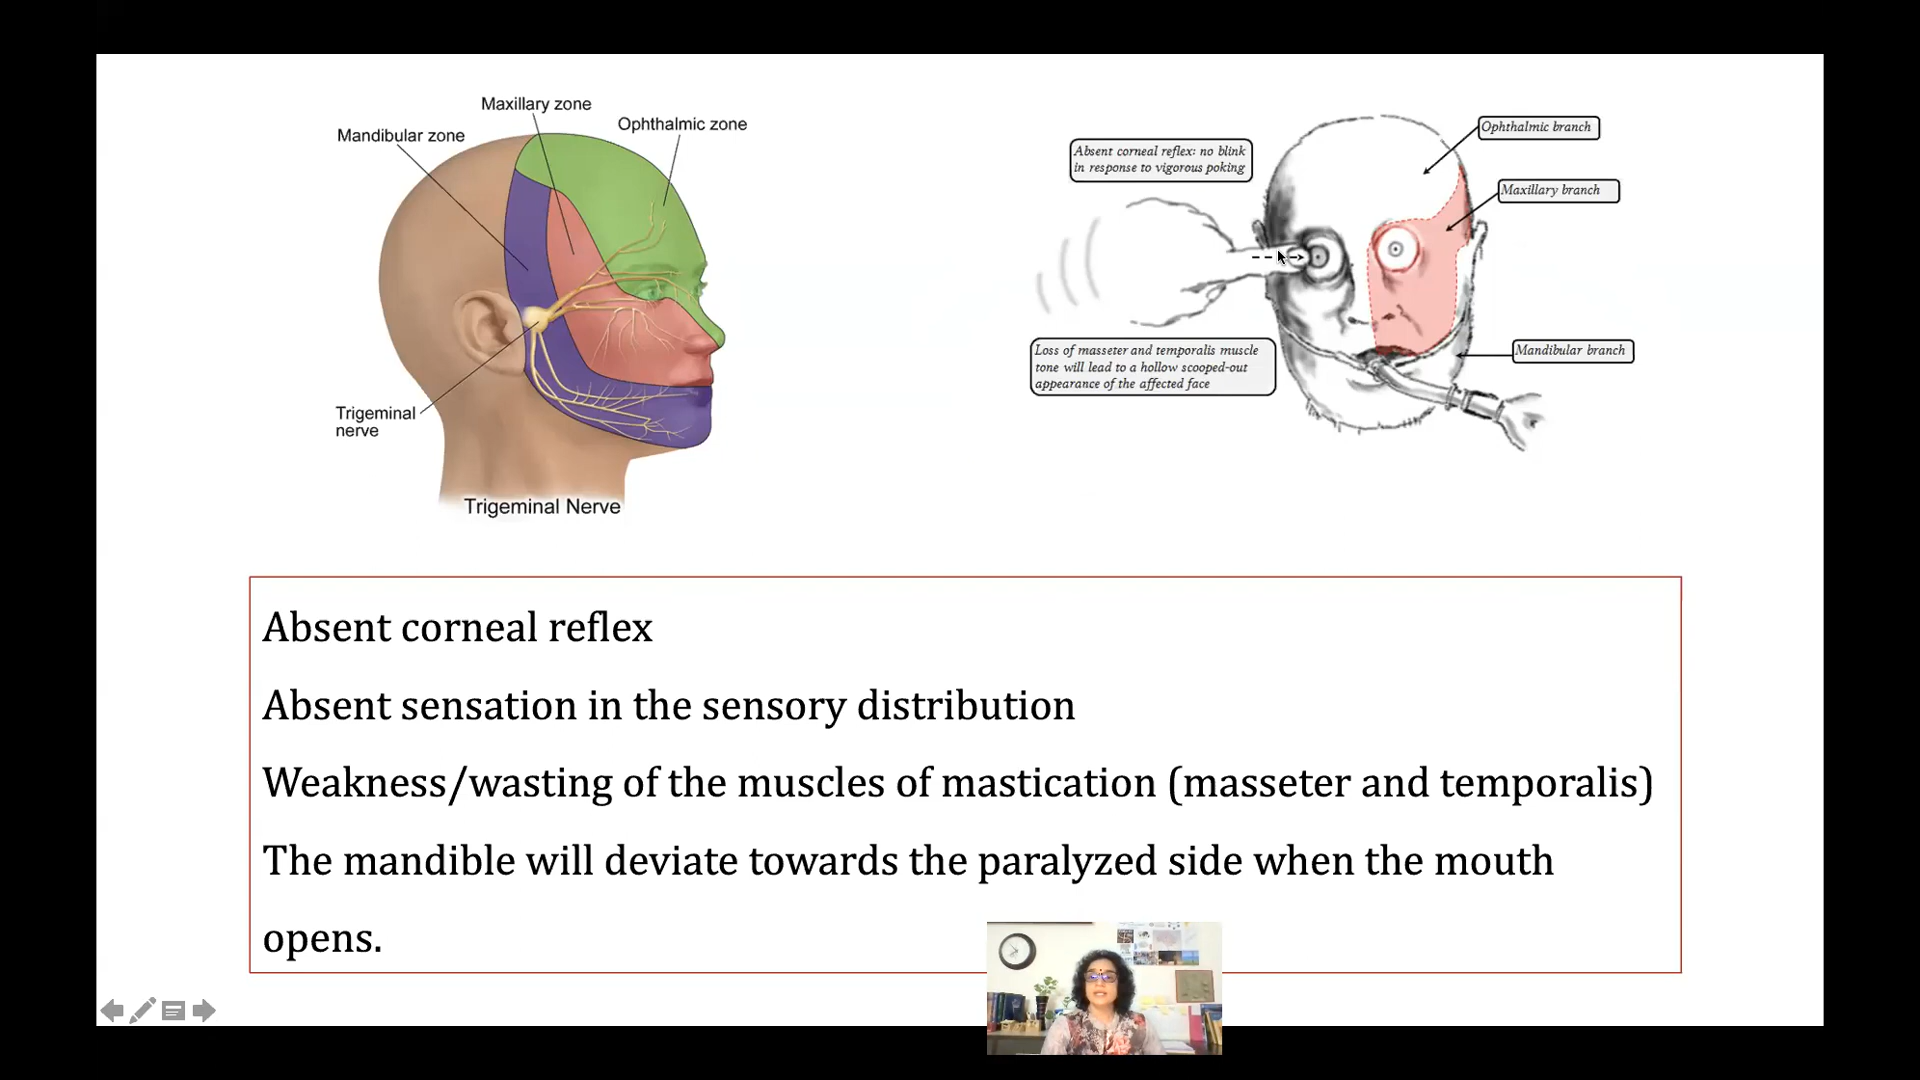 Maxillary zone
Mandibular zone
Ophthalmic zone
Trigeminal
nerve
Trigeminal Nerve
Absent corneal reflex: no blink
in response to vigorous poking
Ophthalmic branch
Maxillary branch
Loss of masseter and temporalis muscle
tone will lead to a hollow scooped-out
appearance of the affected face
Mandibular branch
Absent corneal reflex
Absent sensation in the sensory distribution
Weakness/wasting of the muscles of mastication (masseter and temporalis)
The mandible will deviate towards the paralyzed side when the mouth
opens.